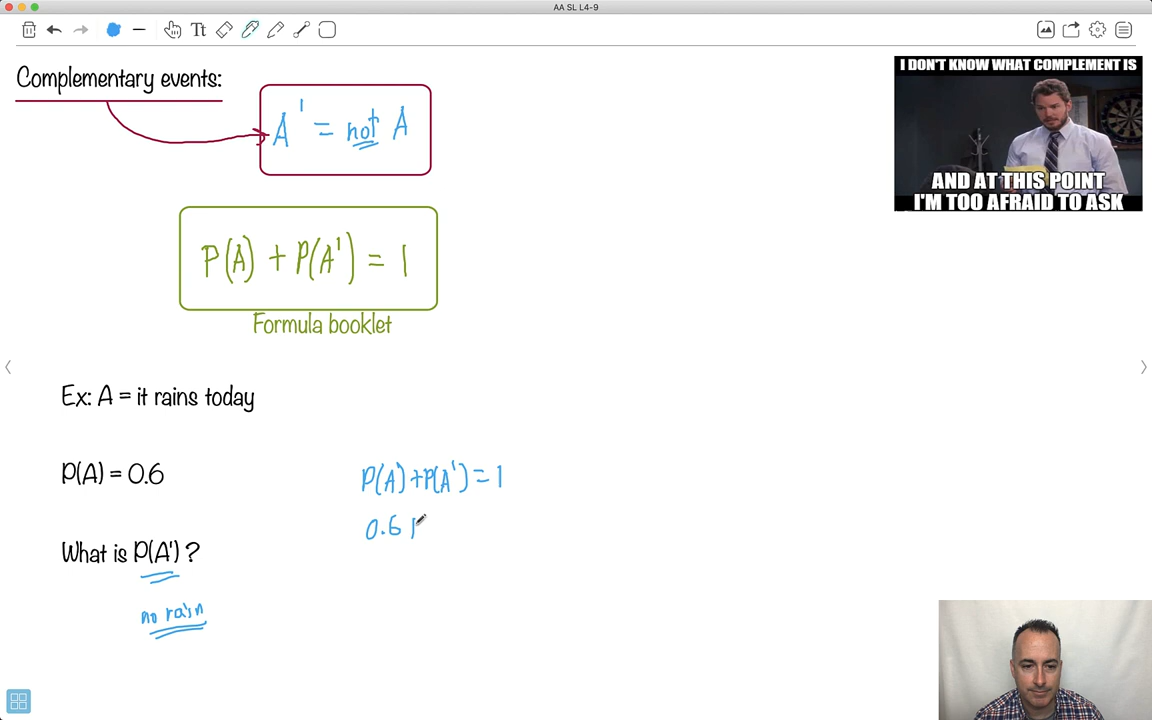 AA SL L4-9
Tt
Complementary events:
A' = not A
I DON'T KNOW WHAT COMPLEMENT IS
AND AT THIS POINT
I'M TOO AFRAID TO ASK
P(A) + P(A') = 1
Formula booklet
Ex: A = it rains today
P(A) = 0.6
P(A)+P(A')=1
0.6
What is P(A')?
no rain